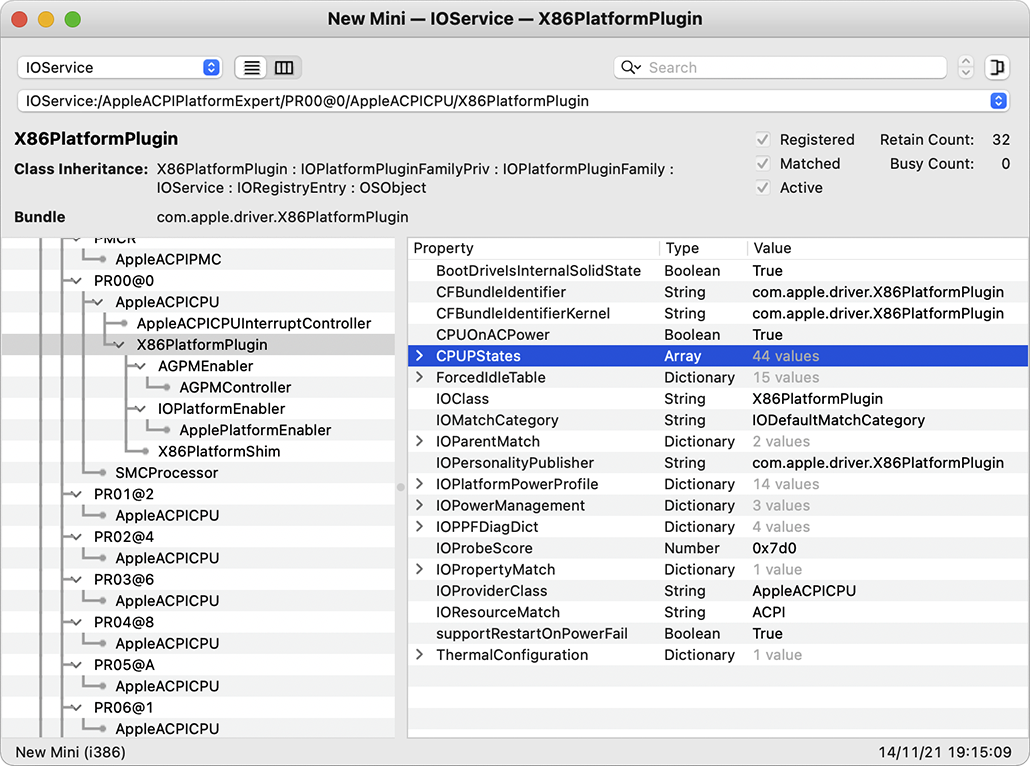 New Mini — IOService — X86PlatformPlugin
IOService
Search
IOService:/AppleACPIPlatformExpert/PR00@0/AppleACPICPU/X86PlatformPlugin
X86PlatformPlugin
Class Inheritance: X86PlatformPlugin : IOPlatformPluginFamilyPriv : IOPlatformPluginFamily :
IOService : IORegistryEntry : OSObject
Bundle com.apple.driver.X86PlatformPlugin
Registered Retain Count: 32
Matched Busy Count: 0
Active
PMCR
AppleACPIPMC
PR00@0
AppleACPICPU
AppleACPICPUInterruptController
X86PlatformPlugin
AGPMEnabler
AGPMController
IOPlatformEnabler
ApplePlatformEnabler
X86PlatformShim
SMCProcessor
PR01@2
AppleACPICPU
PR02@4
AppleACPICPU
PR03@6
AppleACPICPU
PR04@8
AppleACPICPU
PR05@A
AppleACPICPU
PR06@1
AppleACPICPU
Property Type Value
BootDriveIsInternalSolidState Boolean True
CFBundleIdentifier String com.apple.driver.X86PlatformPlugin
CFBundleIdentifierKernel String com.apple.driver.X86PlatformPlugin
CPUOnACPower Boolean True
CPUPStates Array 44 values
ForcedIdleTable Dictionary 15 values
IOClass String X86PlatformPlugin
IOMatchCategory String IODefaultMatchCategory
IOParentMatch Dictionary 2 values
IOPersonalityPublisher String com.apple.driver.X86PlatformPlugin
IOPlatformPowerProfile Dictionary 14 values
IOPowerManagement Dictionary 3 values
IOPPFDiagDict Dictionary 4 values
IOProbeScore Number 0x7d0
IOPropertyMatch Dictionary 1 value
IOProviderClass String AppleACPICPU
IOResourceMatch String ACPI
supportRestartOnPowerFail Boolean True
ThermalConfiguration Dictionary 1 value
New Mini (i386)
14/11/21 19:15:09